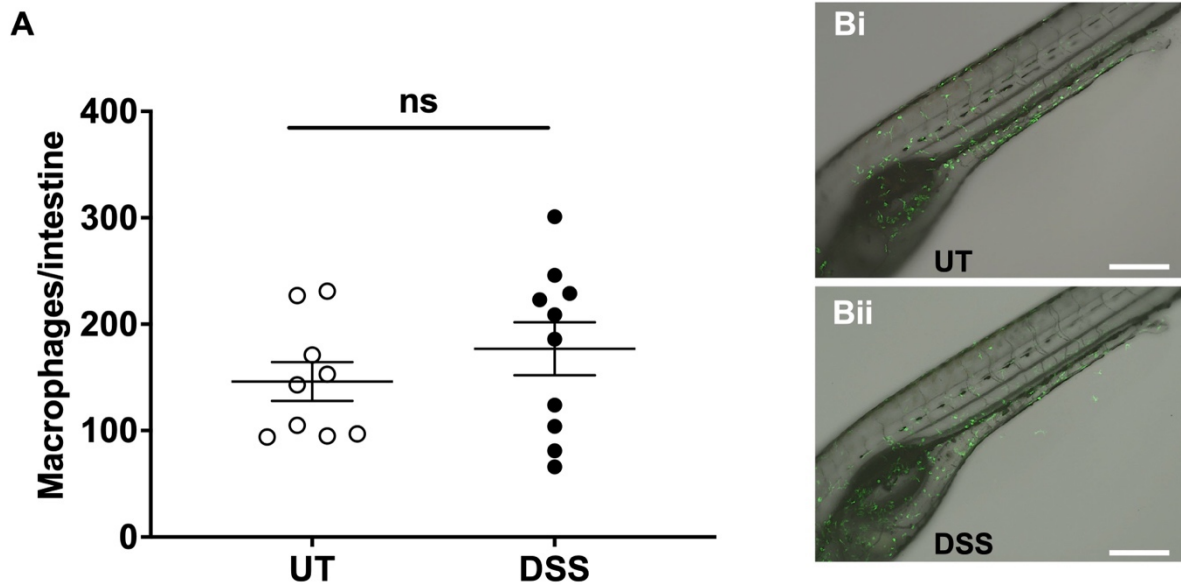 A
Macrophages/intestine
400
300
200
100
0
ns
UT
DSS
Bi
UT
Bii
DSS